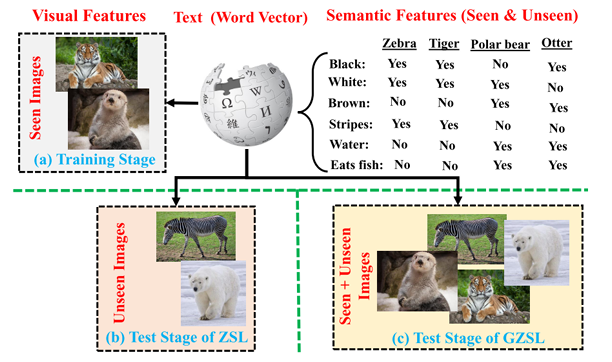 Visual Features
Text (Word Vector)
Semantic Features (Seen & Unseen)
Zebra Tiger Polar bear Otter
Black: Yes Yes No Yes
White: Yes Yes Yes No
Brown: No No Yes Yes
Stripes: Yes Yes No No
Water: No No Yes Yes
Eats fish: No No Yes Yes
Seen Images
(a) Training Stage
Ω W
維 И
Unseen Images
(b) Test Stage of ZSL
Seen + Unseen
Images
(c) Test Stage of GZSL